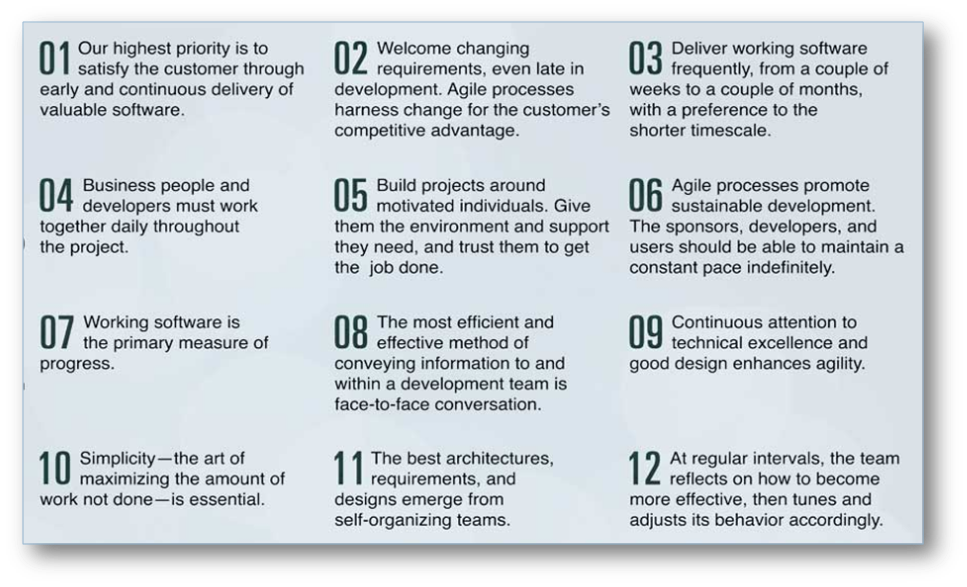 01 Our highest priority is to
satisfy the customer through
early and continuous delivery of
valuable software.
02 Welcome changing
requirements, even late in
development. Agile processes
harness change for the customer's
competitive advantage.
03 Deliver working software
frequently, from a couple of
weeks to a couple of months,
with a preference to the
shorter timescale.
04 Business people and
developers must work
together daily throughout
the project.
05 Build projects around
motivated individuals. Give
them the environment and support
they need, and trust them to get
the job done.
06 Agile processes promote
sustainable development.
The sponsors, developers, and
users should be able to maintain a
constant pace indefinitely.
07 Working software is
the primary measure of
progress.
08 The most efficient and
effective method of
conveying information to and
within a development team is
face-to-face conversation.
09 Continuous attention to
technical excellence and
good design enhances agility.
10 Simplicity—the art of
maximizing the amount of
work not done—is essential.
11 The best architectures,
requirements, and
designs emerge from
self-organizing teams.
12 At regular intervals, the team
reflects on how to become
more effective, then tunes and
adjusts its behavior accordingly.